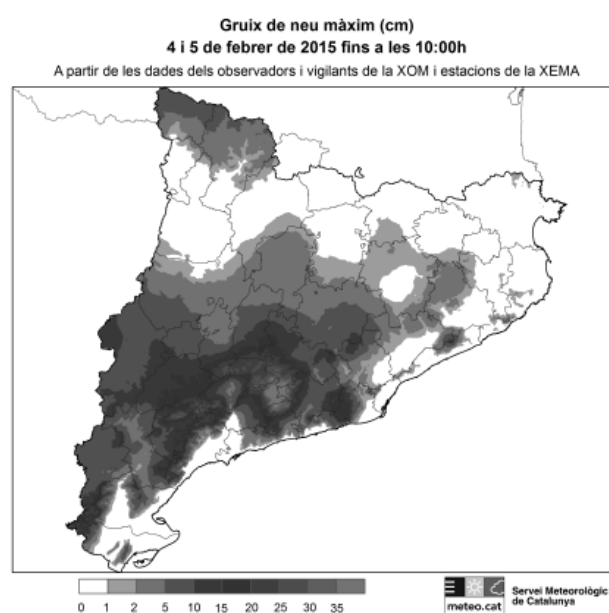 Gruix de neu màxim (cm)
4 i 5 de febrer de 2015 fins a les 10:00h
A partir de les dades dels observadors i vigilants de la XOM i estacions de la XEMA
0 1 2 5 10 15 20 30 35
meteo.cat
Servei Meteorològic
de Catalunya